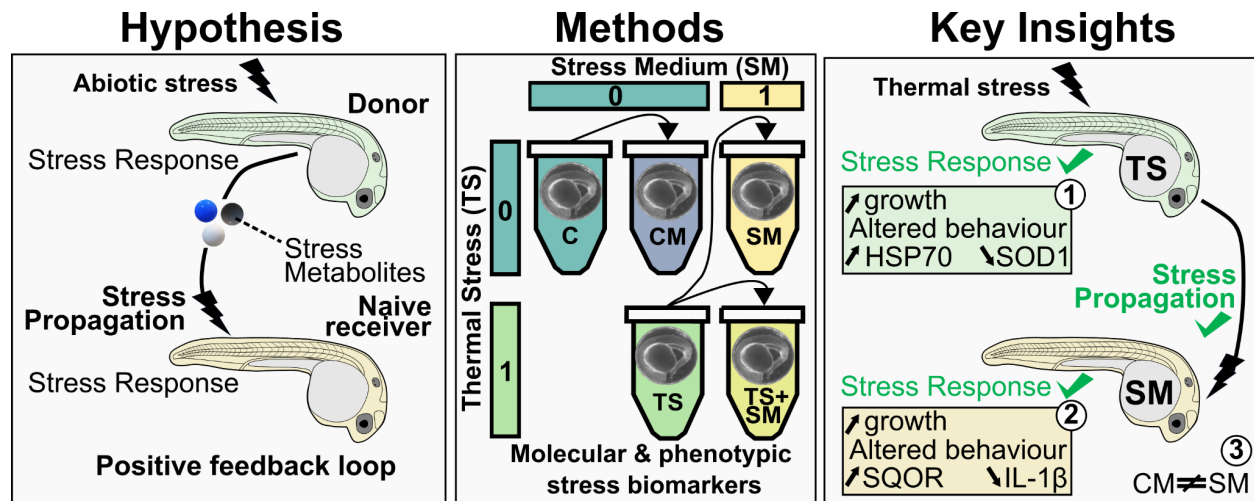 Hypothesis
Abiotic stress
Donor
Stress Response
Stress
Metabolites
Stress
Propagation
Naive
receiver
Stress Response
Positive feedback loop
Methods
Stress Medium (SM)
0
1
Thermal Stress (TS)
0
1
C
CM
SM
TS
TS+
SM
Molecular & phenotypic
stress biomarkers
Key Insights
Thermal stress
Stress Response
TS
1
growth
Altered behaviour
HSP70
SOD1
Stress
Propagation
Stress Response
SM
2
growth
Altered behaviour
SQOR
IL-1β
3
CM≠SM